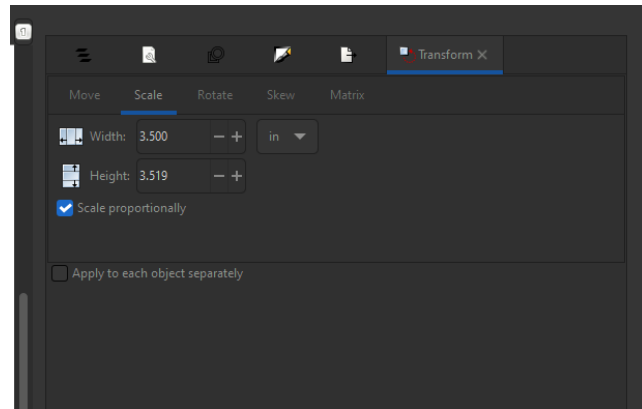 Transform
Move Scale Rotate Skew Matrix
Width: 3.500 in
Height: 3.519
Scale proportionally
Apply to each object separately